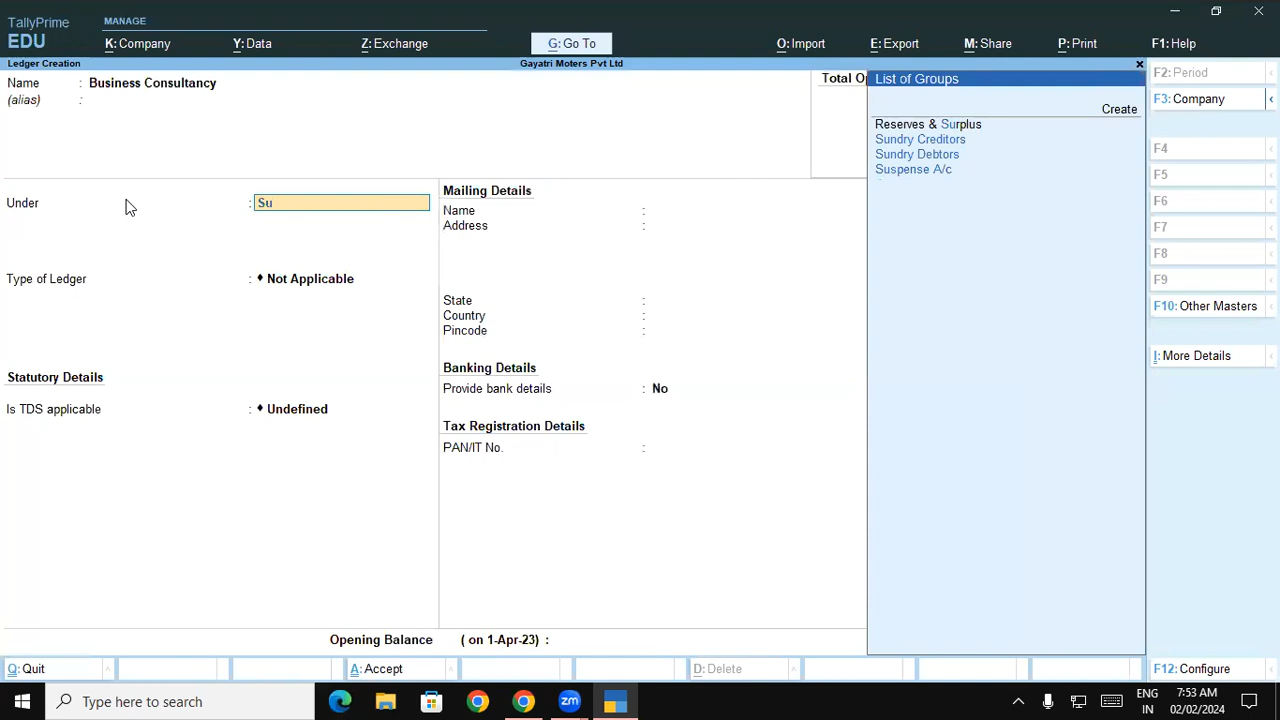 TallyPrime
EDU
MANAGE
K: Company
Y: Data
Z: Exchange
G: Go To
O: Import
E: Export
M: Share
P: Print
F1: Help
Ledger Creation
Gayatri Moters Pvt Ltd
Name : Business Consultancy
(alias) :
Total Op
Under : Su
Type of Ledger : ♦ Not Applicable
Statutory Details
Is TDS applicable : ♦ Undefined
Mailing Details
Name :
Address :
State :
Country :
Pincode :
Banking Details
Provide bank details : No
Tax Registration Details
PAN/IT No. :
Opening Balance ( on 1-Apr-23) :
List of Groups
Create
Reserves & Surplus
Sundry Creditors
Sundry Debtors
Suspense A/c
F2: Period
F3: Company
F4
F5
F6
F7
F8
F9
F10: Other Masters
I: More Details
Q: Quit
A: Accept
D: Delete
F12: Configure
Type here to search
zm
ENG
IN
7:53 AM
02/02/2024